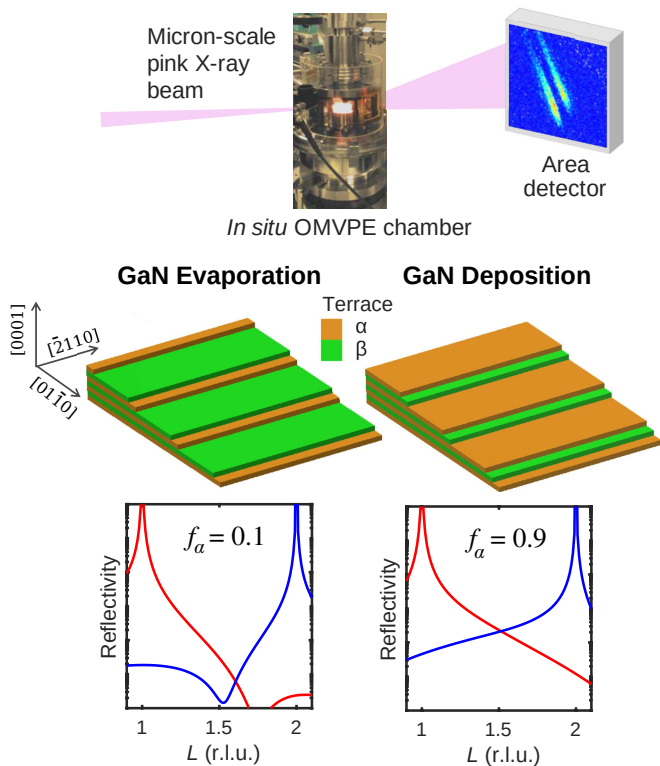 Micron-scale
pink X-ray
beam
Area
detector
In situ OMVPE chamber
GaN Evaporation
GaN Deposition
Terrace
α
β
[0001]
[2̄110]
[011̄0]
f_α = 0.1
Reflectivity
1
1.5
2
L (r.l.u.)
f_α = 0.9
Reflectivity
1
1.5
2
L (r.l.u.)